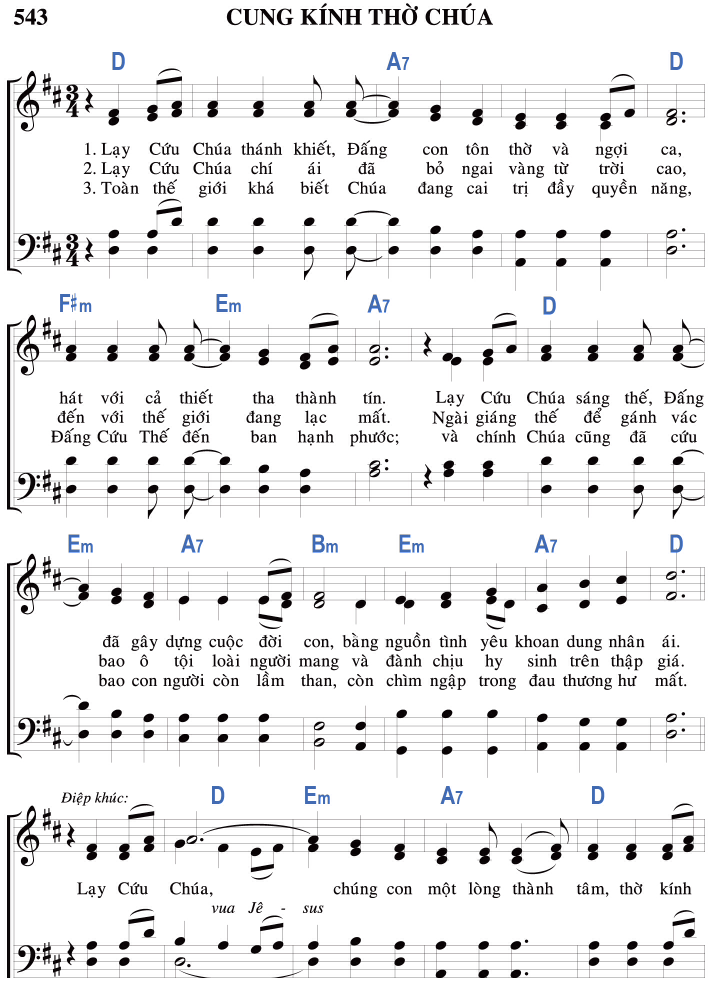 543 CUNG KÍNH THỜ CHÚA
D A7 D
1. Lạy Cứu Chúa thánh khiết, Đấng con tôn thờ và ngợi ca,
2. Lạy Cứu Chúa chí ái đã bỏ ngai vàng từ trời cao,
3. Toàn thế giới khá biết Chúa đang cai trị đầy quyền năng,
F#m Em A7 D
hát với cả thiết tha thành tín. Lạy Cứu Chúa sáng thế, Đấng
đến với thế giới đang lạc mất. Ngài giáng thế để gánh vác
Đấng Cứu Thế đến ban hạnh phước; và chính Chúa cũng đã cứu
Em A7 Bm Em A7 D
đã gây dựng cuộc đời con, bằng nguồn tình yêu khoan dung nhân ái.
bao ô tội loài người mang và đành chịu hy sinh trên thập giá.
bao con người còn lầm than, còn chìm ngập trong đau thương hư mất.
Điệp khúc: D Em A7 D
Lạy Cứu Chúa, chúng con một lòng thành tâm, thờ kính
vua Jê - sus